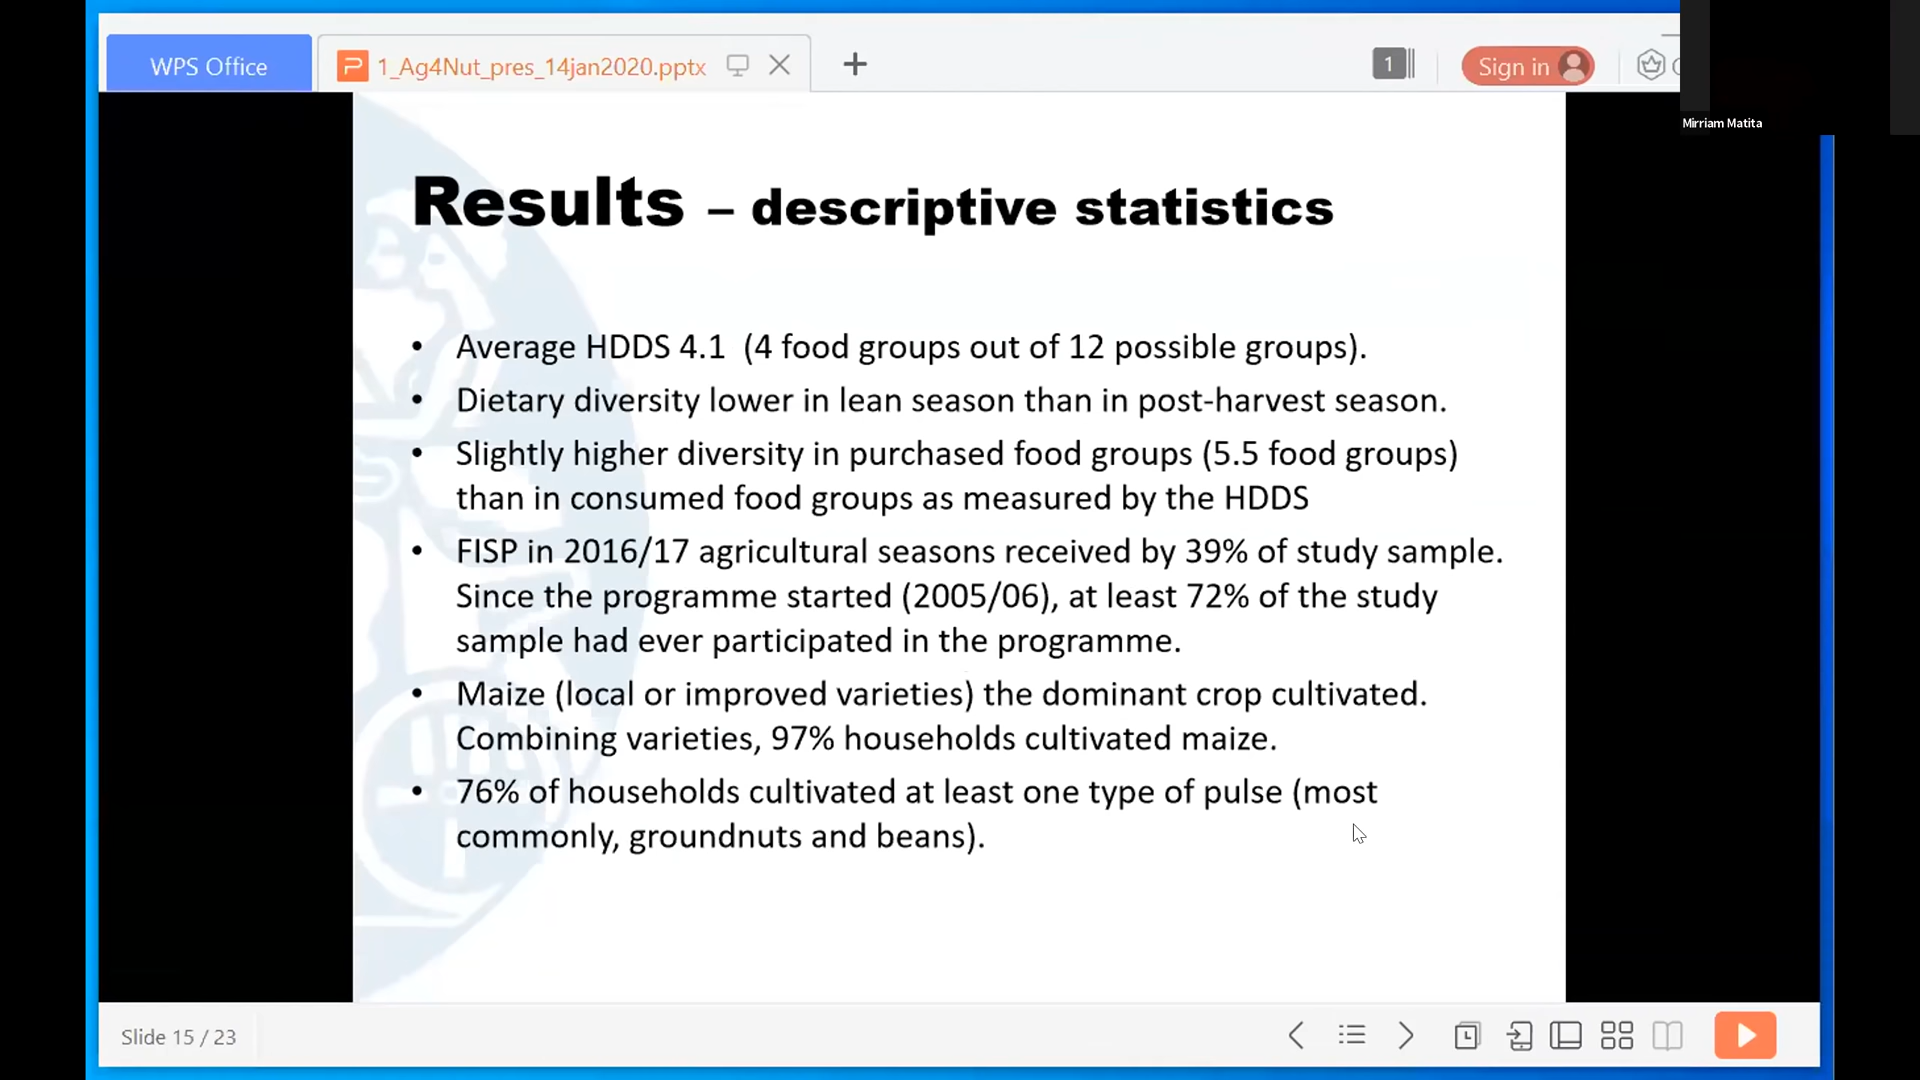 WPS Office
1_Ag4Nut_pres_14jan2020.pptx
1
Sign in
Mirriam Matita
Results – descriptive statistics
• Average HDDS 4.1 (4 food groups out of 12 possible groups).
• Dietary diversity lower in lean season than in post-harvest season.
• Slightly higher diversity in purchased food groups (5.5 food groups)
than in consumed food groups as measured by the HDDS
• FISP in 2016/17 agricultural seasons received by 39% of study sample.
Since the programme started (2005/06), at least 72% of the study
sample had ever participated in the programme.
• Maize (local or improved varieties) the dominant crop cultivated.
Combining varieties, 97% households cultivated maize.
• 76% of households cultivated at least one type of pulse (most
commonly, groundnuts and beans).
Slide 15 / 23